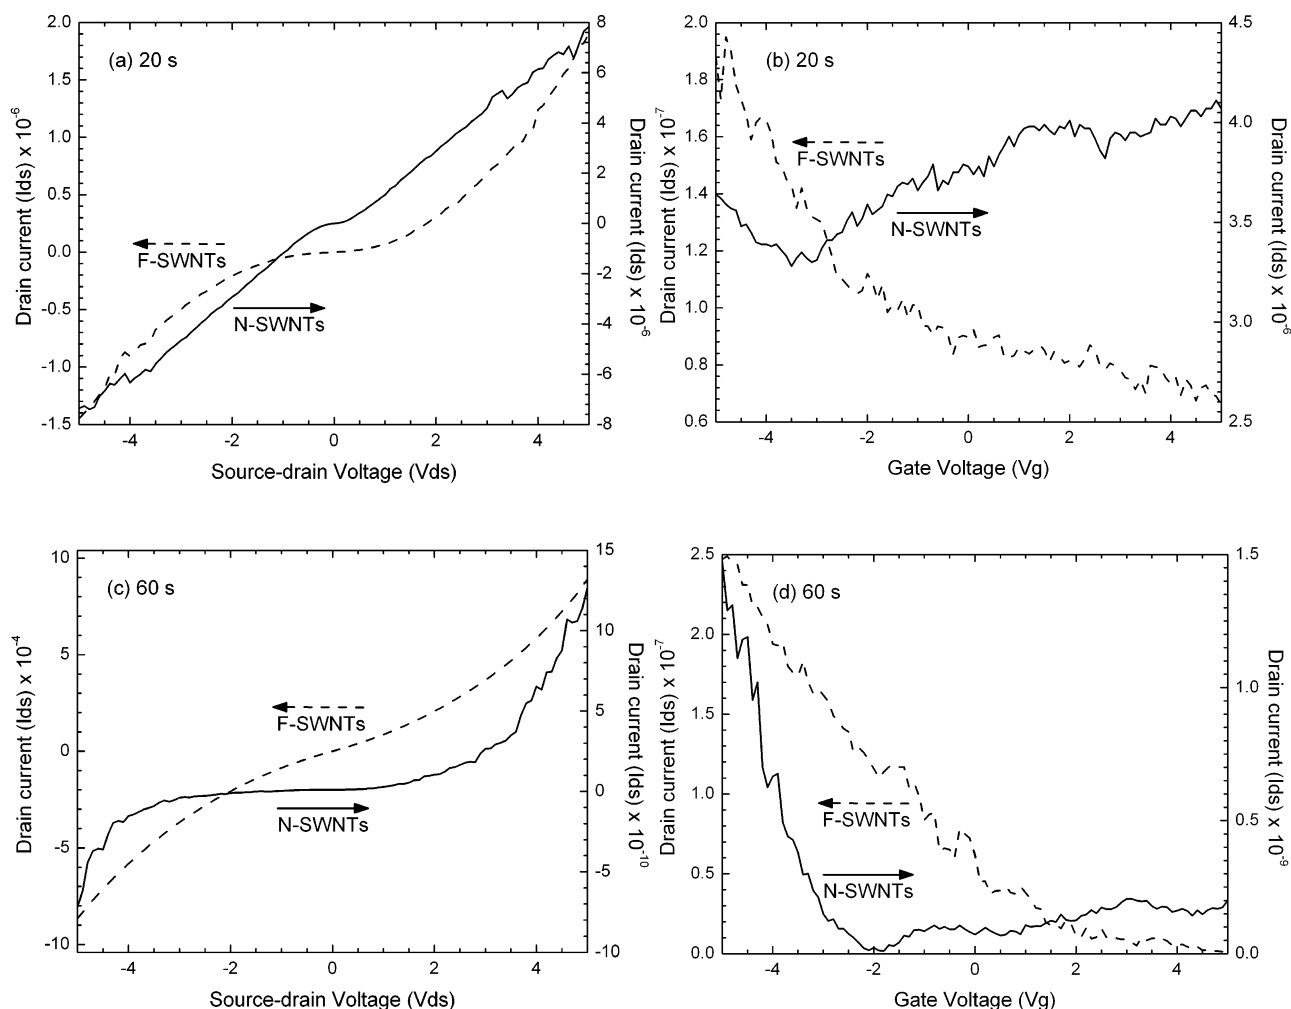 (a) 20 s
2.0
1.5
1.0
0.5
0.0
-0.5
-1.0
-1.5
Drain current (Ids) x 10-6
8
6
4
2
0
-2
-4
-6
-8
Drain current (Ids) x 10-9
F-SWNTs
N-SWNTs
-4 -2 0 2 4
Source-drain Voltage (Vds)
(b) 20 s
2.0
1.8
1.6
1.4
1.2
1.0
0.8
0.6
Drain current (Ids) x 10-7
4.5
4.0
3.5
3.0
2.5
Drain current (Ids) x 10-6
F-SWNTs
N-SWNTs
-4 -2 0 2 4
Gate Voltage (Vg)
(c) 60 s
10
5
0
-5
-10
Drain current (Ids) x 10-4
15
10
5
0
-5
-10
Drain current (Ids) x 10-10
F-SWNTs
N-SWNTs
-4 -2 0 2 4
Source-drain Voltage (Vds)
(d) 60 s
2.5
2.0
1.5
1.0
0.5
0.0
Drain current (Ids) x 10-7
1.5
1.0
0.5
0.0
Drain current (Ids) x 10-9
F-SWNTs
N-SWNTs
-4 -2 0 2 4
Gate Voltage (Vg)